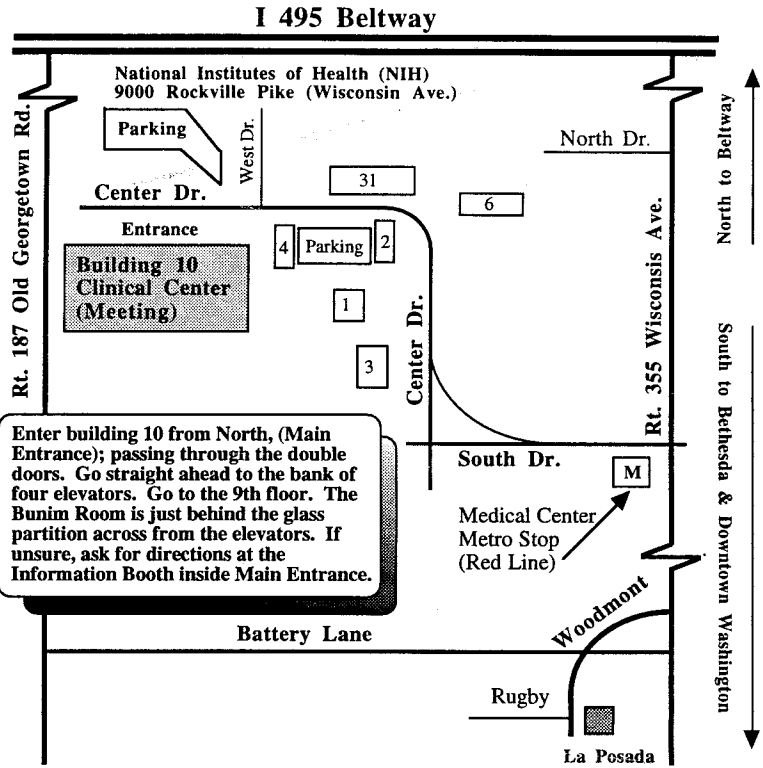 I 495 Beltway
National Institutes of Health (NIH)
9000 Rockville Pike (Wisconsin Ave.)
Rt. 187 Old Georgetown Rd.
Parking
West Dr.
North Dr.
North to Beltway
31
Center Dr.
6
Entrance
4
Parking
2
Building 10
Clinical Center
(Meeting)
1
Center Dr.
3
Rt. 355 Wisconsis Ave.
South to Bethesda & Downtown Washington
Enter building 10 from North, (Main
Entrance); passing through the double
doors. Go straight ahead to the bank of
four elevators. Go to the 9th floor. The
Bunim Room is just behind the glass
partition across from the elevators. If
unsure, ask for directions at the
Information Booth inside Main Entrance.
South Dr.
M
Medical Center
Metro Stop
(Red Line)
Woodmont
Battery Lane
Rugby
La Posada